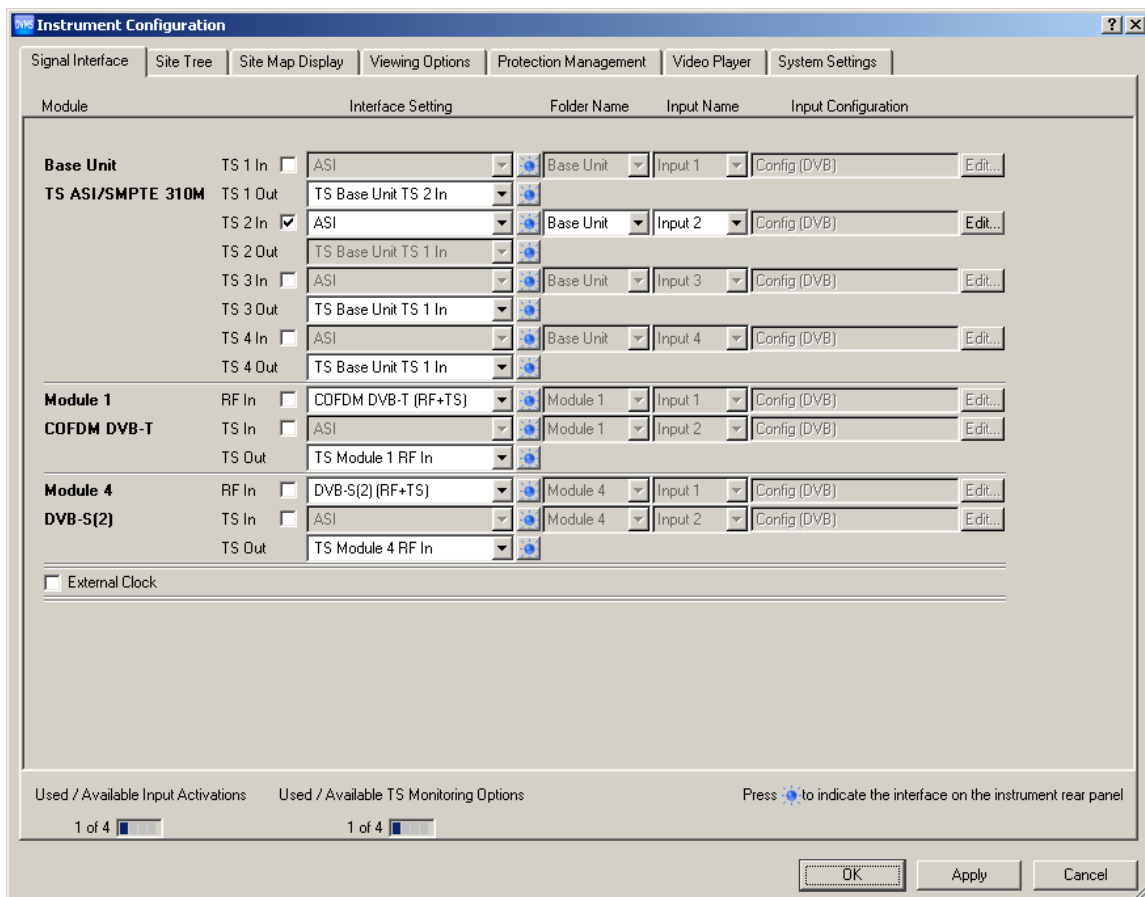 DVMS Instrument Configuration
Signal Interface Site Tree Site Map Display Viewing Options Protection Management Video Player System Settings
Module Interface Setting Folder Name Input Name Input Configuration
Base Unit TS 1 In ASI Base Unit Input 1 Config (DVB) Edit...
TS ASI/SMPTE 310M TS 1 Out TS Base Unit TS 2 In
TS 2 In ASI Base Unit Input 2 Config (DVB) Edit...
TS 2 Out TS Base Unit TS 1 In
TS 3 In ASI Base Unit Input 3 Config (DVB) Edit...
TS 3 Out TS Base Unit TS 1 In
TS 4 In ASI Base Unit Input 4 Config (DVB) Edit...
TS 4 Out TS Base Unit TS 1 In
Module 1 RF In COFDM DVB-T (RF+TS) Module 1 Input 1 Config (DVB) Edit...
COFDM DVB-T TS In ASI Module 1 Input 2 Config (DVB) Edit...
TS Out TS Module 1 RF In
Module 4 RF In DVB-S(2) (RF+TS) Module 4 Input 1 Config (DVB) Edit...
DVB-S(2) TS In ASI Module 4 Input 2 Config (DVB) Edit...
TS Out TS Module 4 RF In
External Clock
Used / Available Input Activations Used / Available TS Monitoring Options Press to indicate the interface on the instrument rear panel
1 of 4 1 of 4
OK Apply Cancel